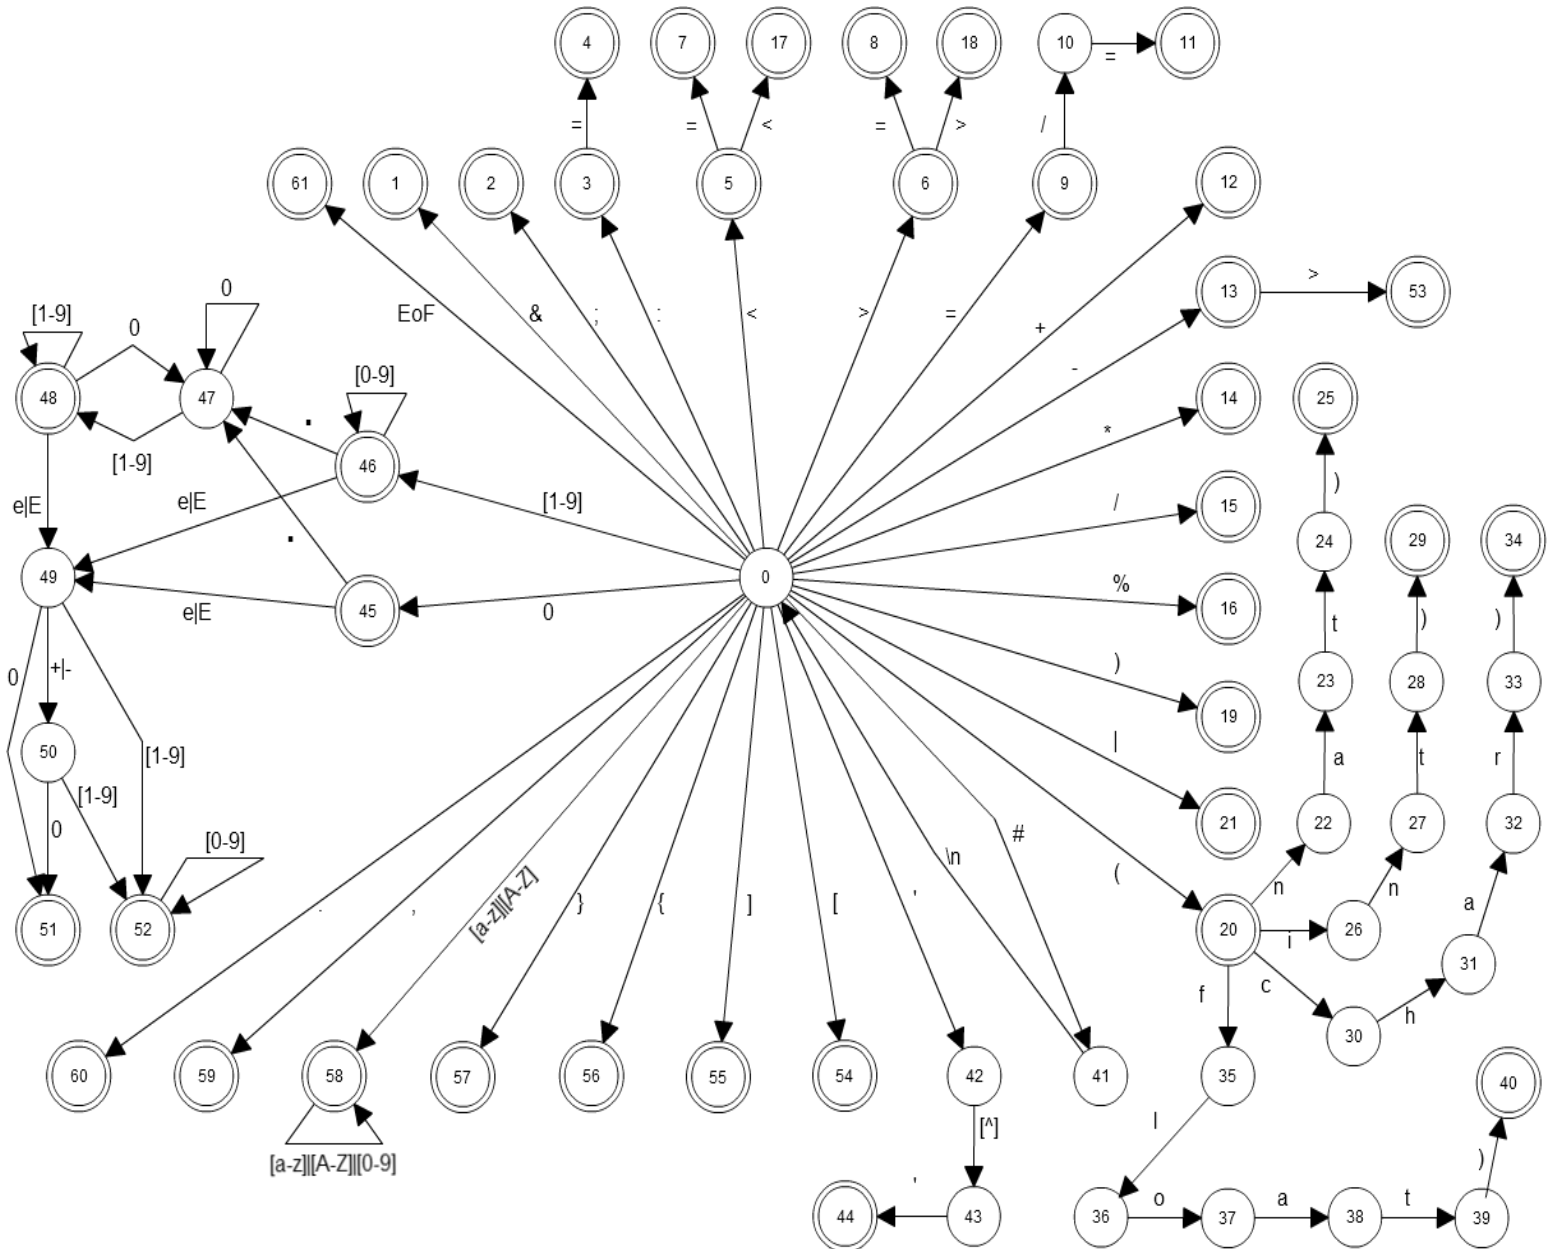 4 7 17 8 18 10 = 11
= = < = > /
61 1 2 3 5 6 9 12
EoF & ; : < > = +
13 > 53
-
[1-9] 0 0
48 47 [0-9] 14 25
[1-9] . 46 *
e|E e|E [1-9] / 15 )
. 24 29 34
49 0 % 16 t ) )
e|E 45 0
0 +|- ) 19 23 28 33
50 [1-9] [1-9] | a t r
0 [0-9] # 21 22 27 32
\n ( n n a
51 52 . , [a-z]|[A-Z] } { ] [ ' 20 i 26 31
f c h
30
60 59 58 57 56 55 54 42 41 35 40
[^] l
[a-z]|[A-Z]|[0-9] ' )
44 43 36 o 37 a 38 t 39